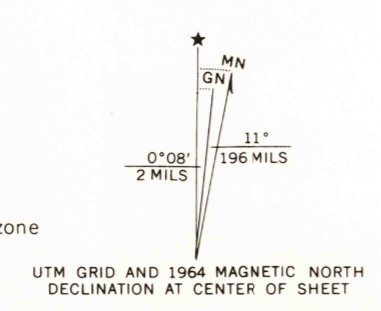 ★
MN
GN
11°
196 MILS
0°08'
2 MILS
zone
UTM GRID AND 1964 MAGNETIC NORTH
DECLINATION AT CENTER OF SHEET